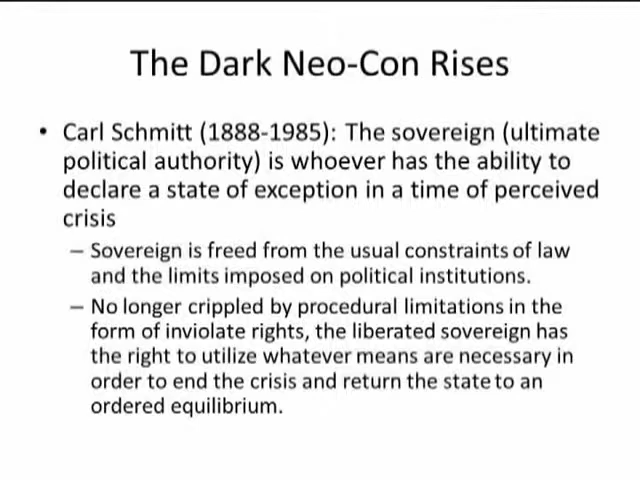 The Dark Neo-Con Rises
• Carl Schmitt (1888-1985): The sovereign (ultimate
political authority) is whoever has the ability to
declare a state of exception in a time of perceived
crisis
– Sovereign is freed from the usual constraints of law
and the limits imposed on political institutions.
– No longer crippled by procedural limitations in the
form of inviolate rights, the liberated sovereign has
the right to utilize whatever means are necessary in
order to end the crisis and return the state to an
ordered equilibrium.